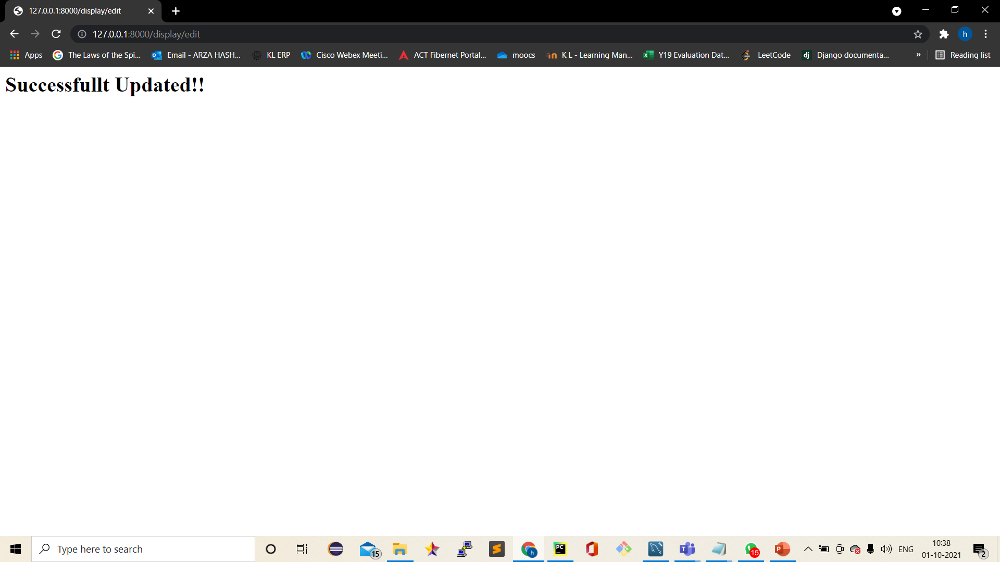 127.0.0.1:8000/display/edit
127.0.0.1:8000/display/edit
h
Apps The Laws of the Spi... Email - ARZA HASH... KL ERP Cisco Webex Meeti... ACT Fibernet Portal... moocs K L - Learning Man... Y19 Evaluation Dat... LeetCode dj Django documenta... » Reading list
Successfullt Updated!!
Type here to search 15 h PC 15 ENG 10:38
01-10-2021 2